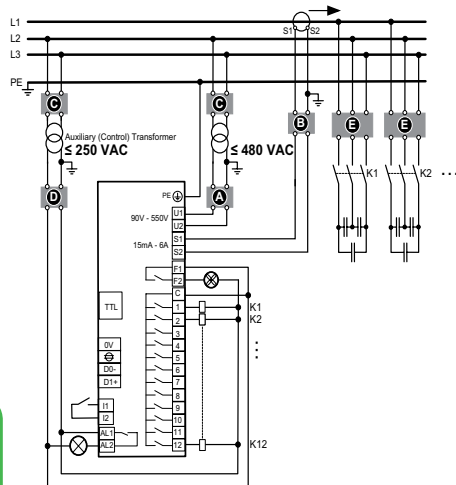 L1
L2
L3
PE
S1 S2
C
C
B
E
E
Auxiliary (Control) Transformer
≤ 250 VAC
≤ 480 VAC
K1
K2
...
D
A
PE
90V - 550V
U1
U2
15mA - 6A
S1
S2
F1
F2
C
TTL
1
K1
2
K2
3
4
0V
5
6
D0-
7
D1+
8
9
I1
10
I2
11
AL1
12
K12
AL2